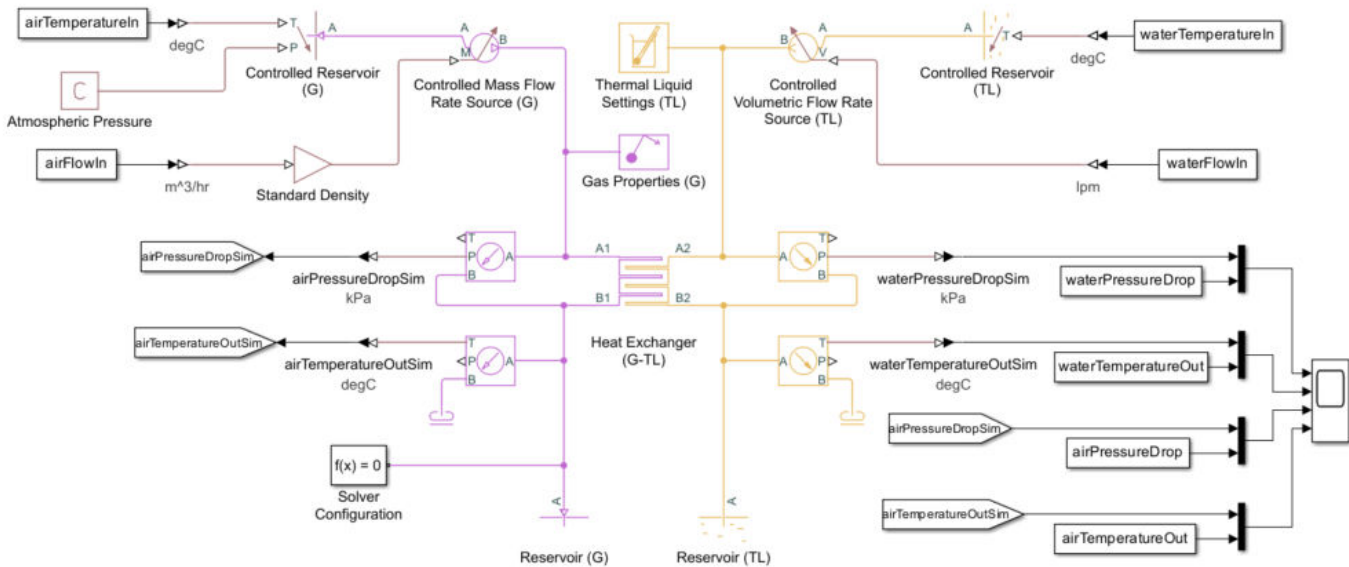 airTemperatureIn
degC
T
P
A
Controlled Reservoir
(G)
C
Atmospheric Pressure
A
M
B
Controlled Mass Flow
Rate Source (G)
Thermal Liquid
Settings (TL)
B
A
V
Controlled
Volumetric Flow Rate
Source (TL)
A
T
Controlled Reservoir
(TL)
degC
waterTemperatureIn
airFlowIn
m^3/hr
Standard Density
Gas Properties (G)
lpm
waterFlowIn
airPressureDropSim
airPressureDropSim
kPa
T
P
B
A
A1
A2
B1
B2
Heat Exchanger
(G-TL)
A
T
P
B
waterPressureDropSim
kPa
waterPressureDrop
airTemperatureOutSim
airTemperatureOutSim
degC
T
P
B
A
A
T
P
B
waterTemperatureOutSim
degC
waterTemperatureOut
airPressureDropSim
airPressureDrop
f(x) = 0
Solver
Configuration
A
Reservoir (G)
A
Reservoir (TL)
airTemperatureOutSim
airTemperatureOut